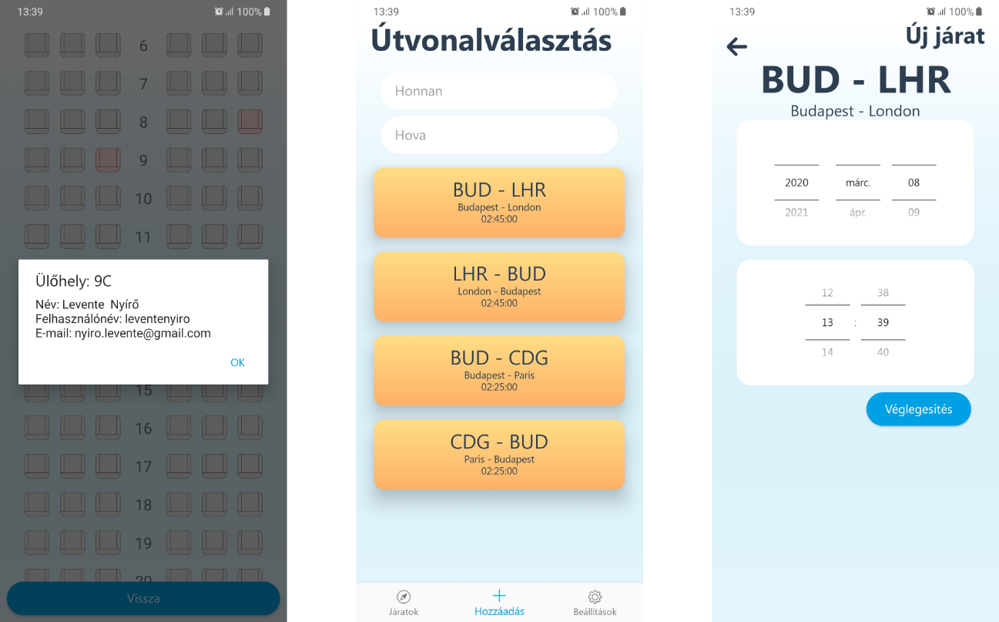 13:39
100%
6
7
8
9
10
11
Ülőhely: 9C
Név: Levente Nyírő
Felhasználónév: leventenyiro
E-mail: nyiro.levente@gmail.com
OK
15
16
17
18
19
20
Vissza
13:39
100%
Útvonalválasztás
Honnan
Hova
BUD - LHR
Budapest - London
02:45:00
LHR - BUD
London - Budapest
02:45:00
BUD - CDG
Budapest - Paris
02:25:00
CDG - BUD
Paris - Budapest
02:25:00
Járatok
Hozzáadás
Beállítások
13:39
100%
Új járat
BUD - LHR
Budapest - London
2020 márc. 08
2021 ápr. 09
12 38
13 : 39
14 40
Véglegesítés